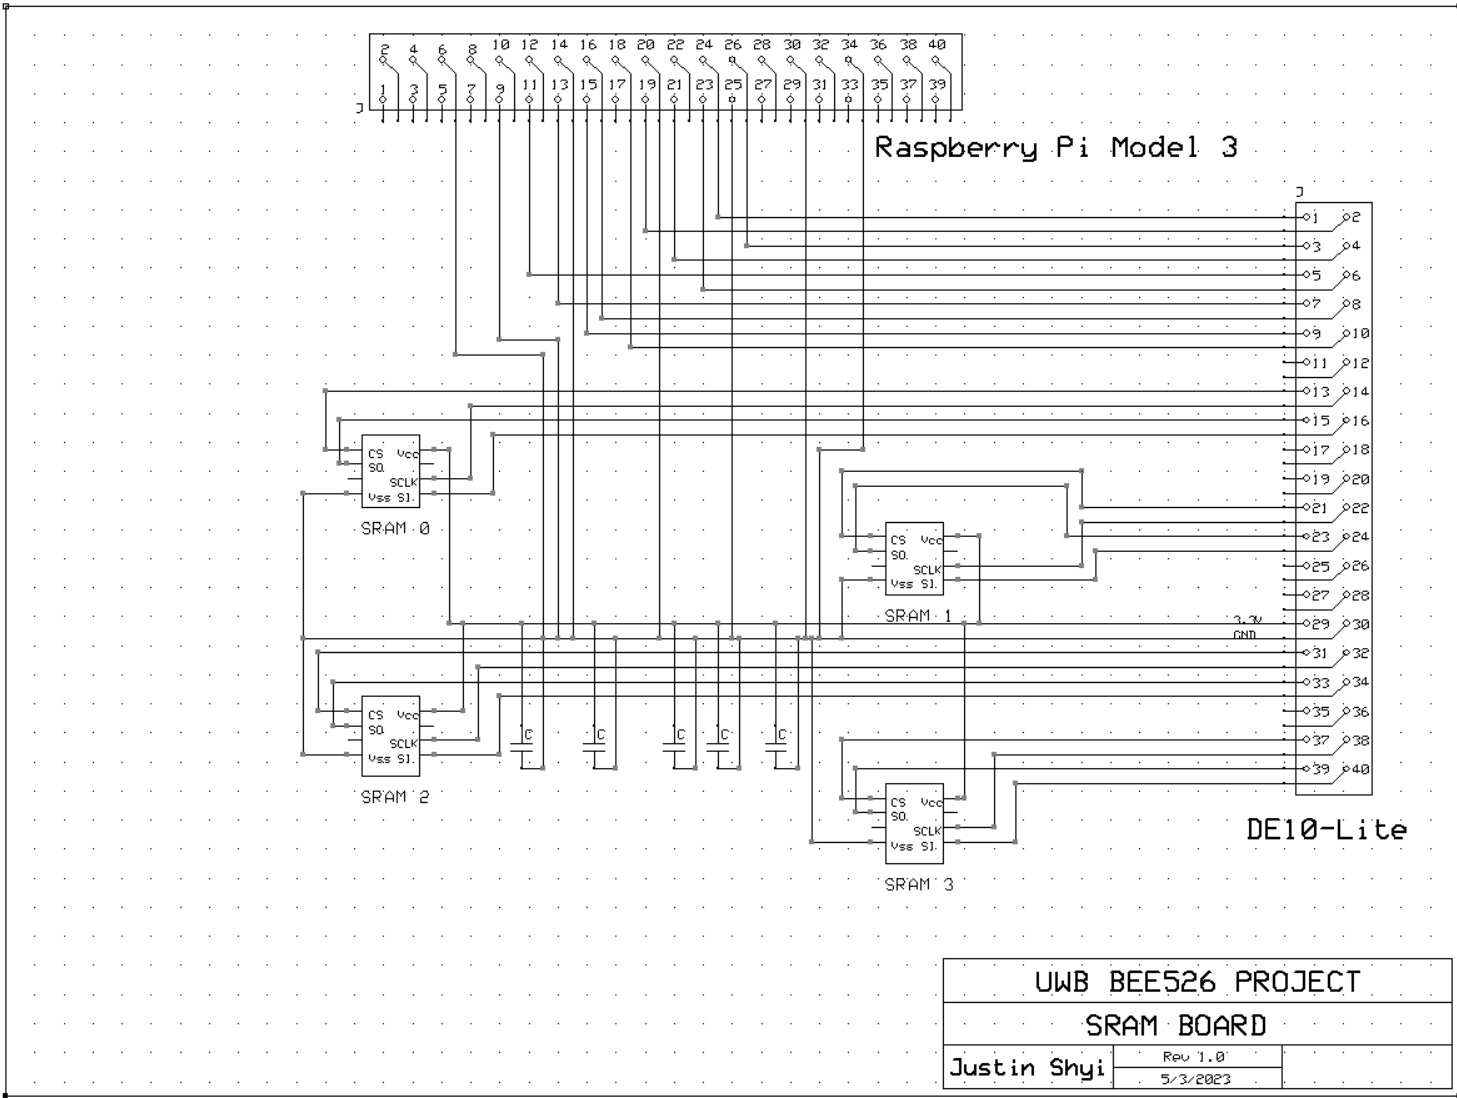 2 4 6 8 10 12 14 16 18 20 22 24 26 28 30 32 34 36 38 40
1 3 5 7 9 11 13 15 17 19 21 23 25 27 29 31 33 35 37 39
J
Raspberry Pi Model 3
J
1 2
3 4
5 6
7 8
9 10
11 12
13 14
15 16
17 18
19 20
21 22
23 24
25 26
27 28
3.3V
29 30
GND
31 32
33 34
35 36
37 38
39 40
DE10-Lite
CS Vcc
SO
SCLK
Vss SI
SRAM 0
CS Vcc
SO
SCLK
Vss SI
SRAM 1
CS Vcc
SO
SCLK
Vss SI
SRAM 2
C C C C C
CS Vcc
SO
SCLK
Vss SI
SRAM 3
UWB BEE526 PROJECT
SRAM BOARD
Justin Shyi
Rev 1.0
5/3/2023